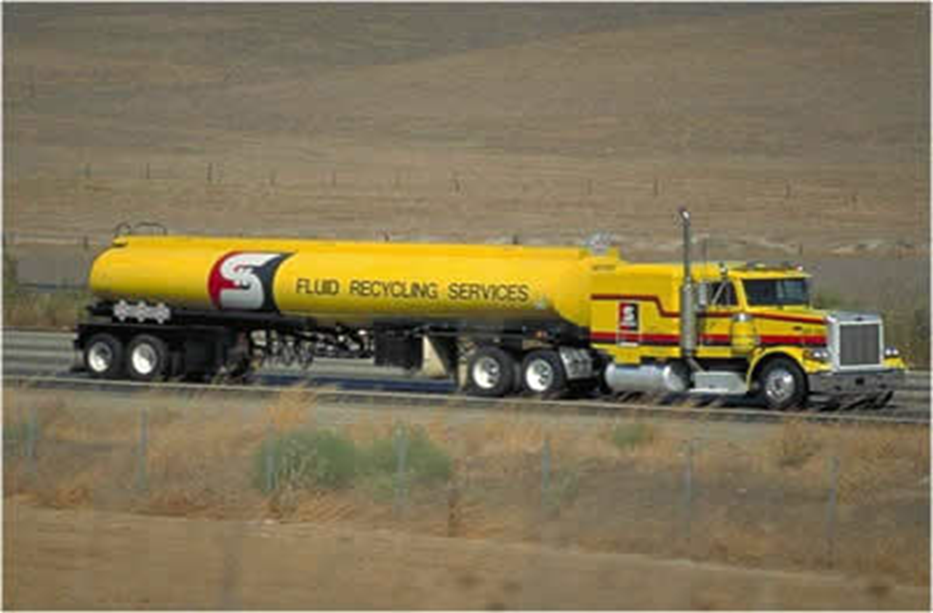 FLUID RECYCLING SERVICES
S